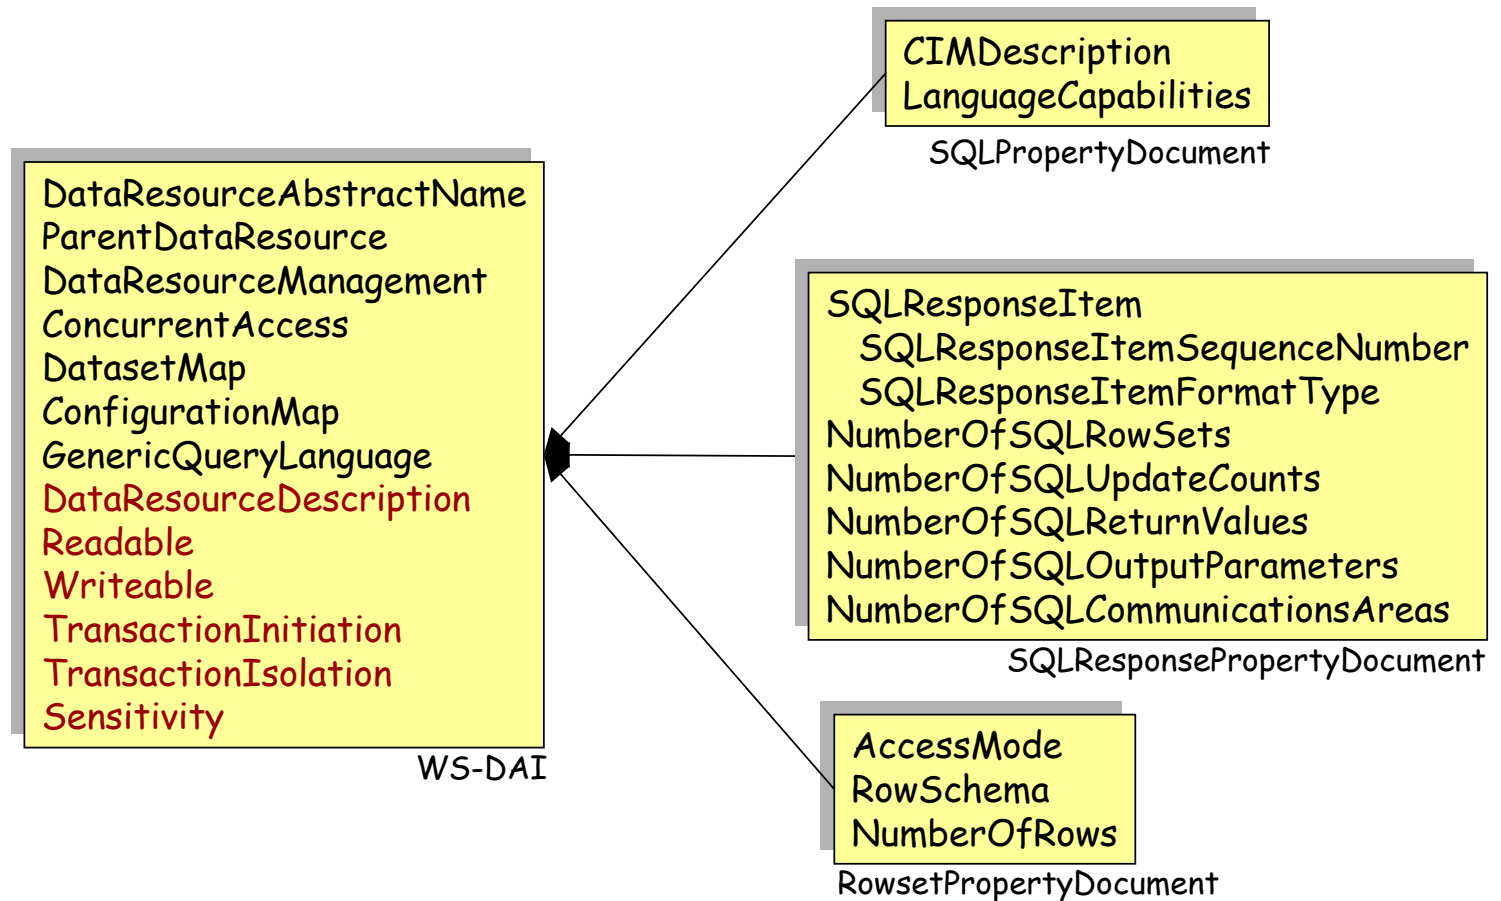 CIMDescription
LanguageCapabilities
SQLPropertyDocument
DataResourceAbstractName
ParentDataResource
DataResourceManagement
ConcurrentAccess
DatasetMap
ConfigurationMap
GenericQueryLanguage
DataResourceDescription
Readable
Writeable
TransactionInitiation
TransactionIsolation
Sensitivity
WS-DAI
SQLResponseItem
SQLResponseItemSequenceNumber
SQLResponseItemFormatType
NumberOfSQLRowSets
NumberOfSQLUpdateCounts
NumberOfSQLReturnValues
NumberOfSQLOutputParameters
NumberOfSQLCommunicationsAreas
SQLResponsePropertyDocument
AccessMode
RowSchema
NumberOfRows
RowsetPropertyDocument